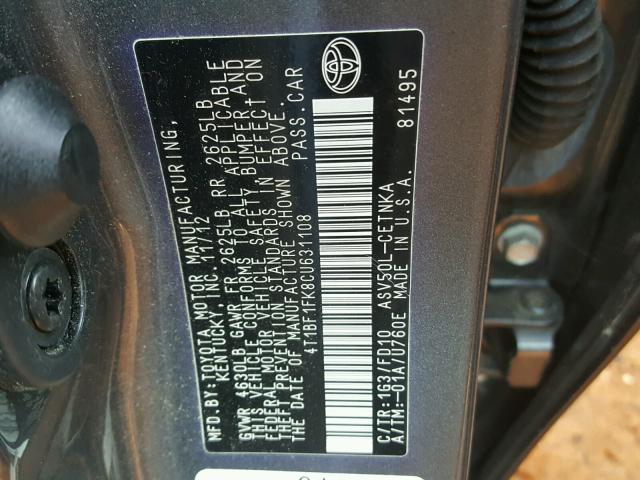 MFD. BY: TOYOTA MOTOR MANUFACTURING,
KENTUCKY, INC. 11/12
GVWR 4630LB GAWR FR 2625LB RR 2625LB
THIS VEHICLE CONFORMS TO ALL APPLICABLE
FEDERAL MOTOR VEHICLE SAFETY BUMPER, AND
THEFT PREVENTION STANDARDS IN EFFECT ON
THE DATE OF MANUFACTURE SHOWN ABOVE.
4T1BF1FK8CU631108 PASS.CAR
C/TR:1G3/FD10 ASV50L-CETNKA
A/TM:-01A/U760E MADE IN U.S.A.
81495